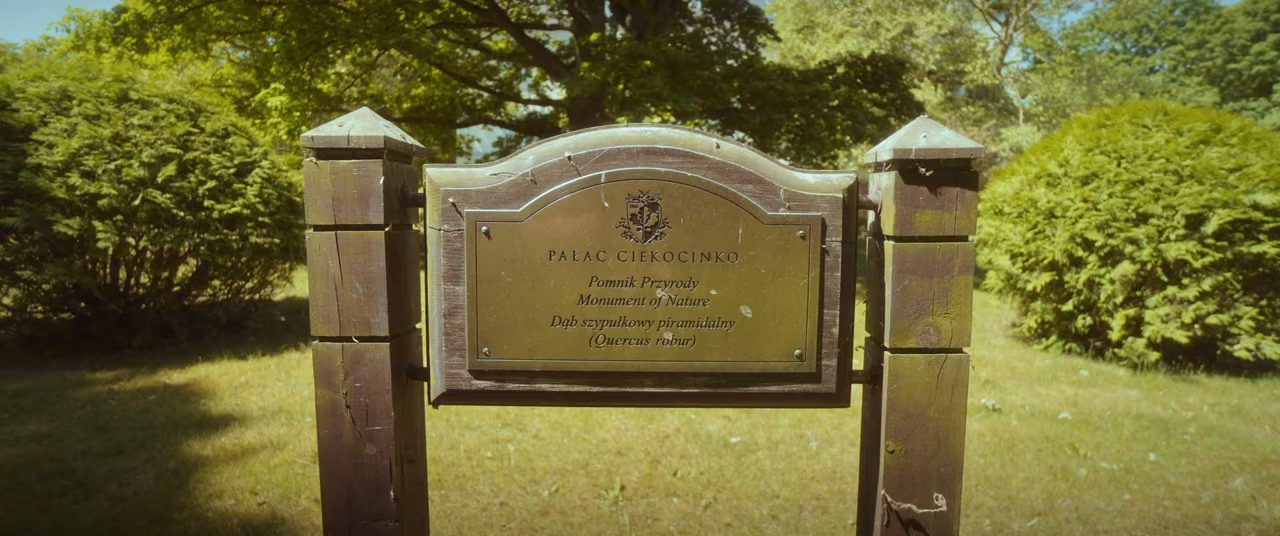 PAŁAC CIEKOCINKO
Pomnik Przyrody
Monument of Nature
Dąb szypułkowy piramidalny
(Quercus robur)